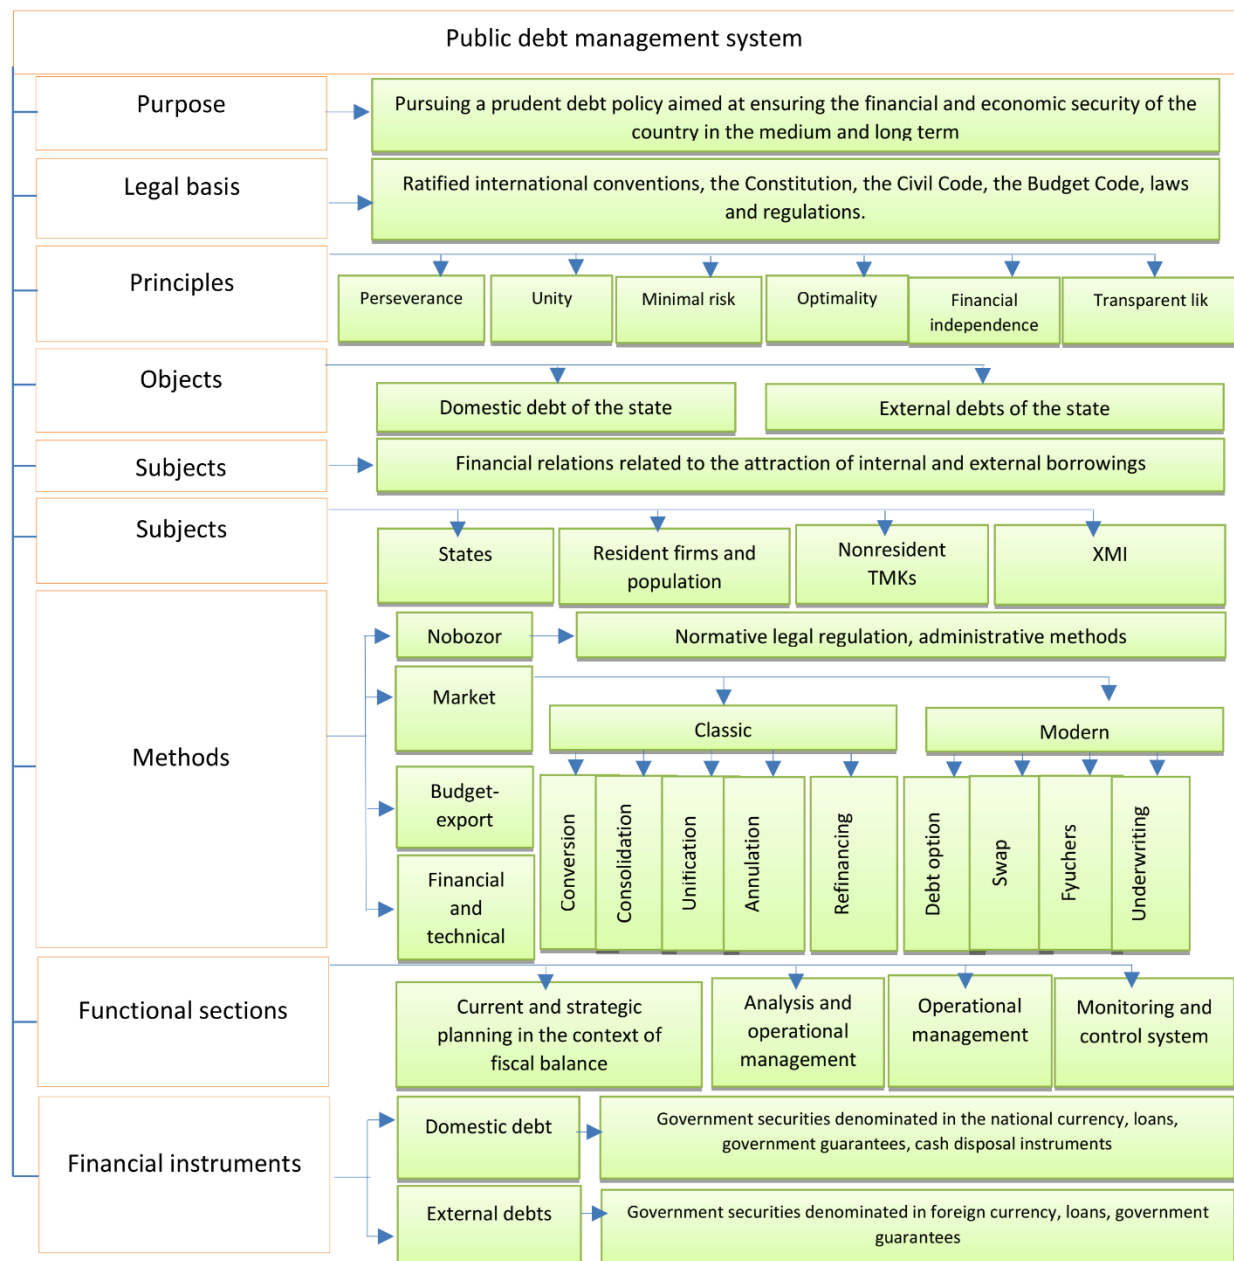 Public debt management system
Purpose
Pursuing a prudent debt policy aimed at ensuring the financial and economic security of the
country in the medium and long term
Legal basis
Ratified international conventions, the Constitution, the Civil Code, the Budget Code, laws
and regulations.
Principles
Perseverance
Unity
Minimal risk
Optimality
Financial
independence
Transparent lik
Objects
Domestic debt of the state
External debts of the state
Subjects
Financial relations related to the attraction of internal and external borrowings
Subjects
States
Resident firms and
population
Nonresident
TMKs
XMI
Methods
Nobozor
Normative legal regulation, administrative methods
Market
Classic
Modern
Conversion
Consolidation
Unification
Annulation
Refinancing
Debt option
Swap
Fyuchers
Underwriting
Budget-
export
Financial
and
technical
Functional sections
Current and strategic
planning in the context of
fiscal balance
Analysis and
operational
management
Operational
management
Monitoring and
control system
Financial instruments
Domestic debt
Government securities denominated in the national currency, loans,
government guarantees, cash disposal instruments
External debts
Government securities denominated in foreign currency, loans, government
guarantees